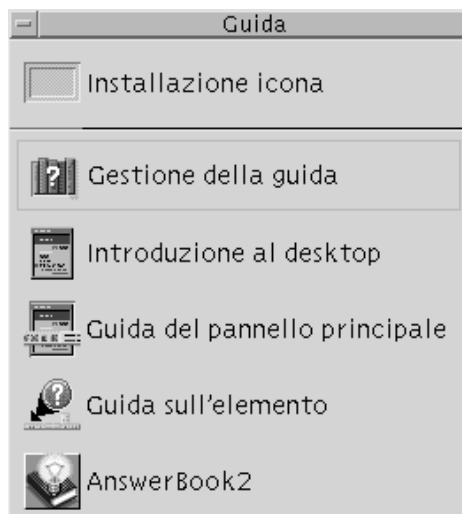 Guida
Installazione icona
Gestione della guida
Introduzione al desktop
Guida del pannello principale
Guida sull'elemento
AnswerBook2